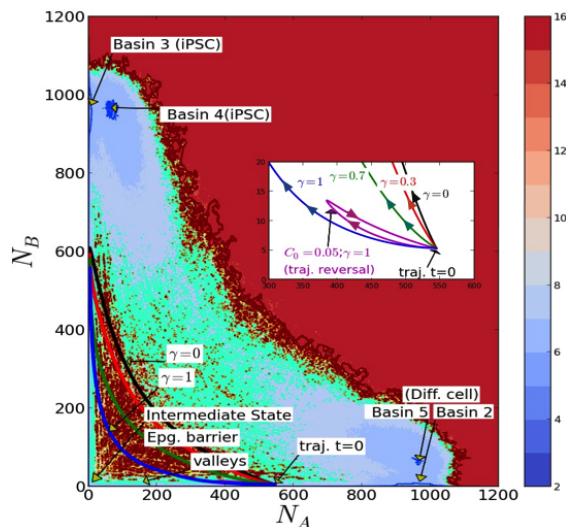 1200
1000
800
600
400
200
0
N_B
0 200 400 600 800 1000 1200
N_A
Basin 3 (iPSC)
Basin 4(iPSC)
20
15
10
5
0
300 350 400 450 500 550 600
γ=1
γ=0.7
γ=0.3
γ=0
C_0=0.05;γ=1
(traj. reversal)
traj. t=0
γ=0
γ=1
Intermediate State
Epg. barrier
valleys
traj. t=0
(Diff. cell)
Basin 5 Basin 2
16
14
12
10
8
6
4
2